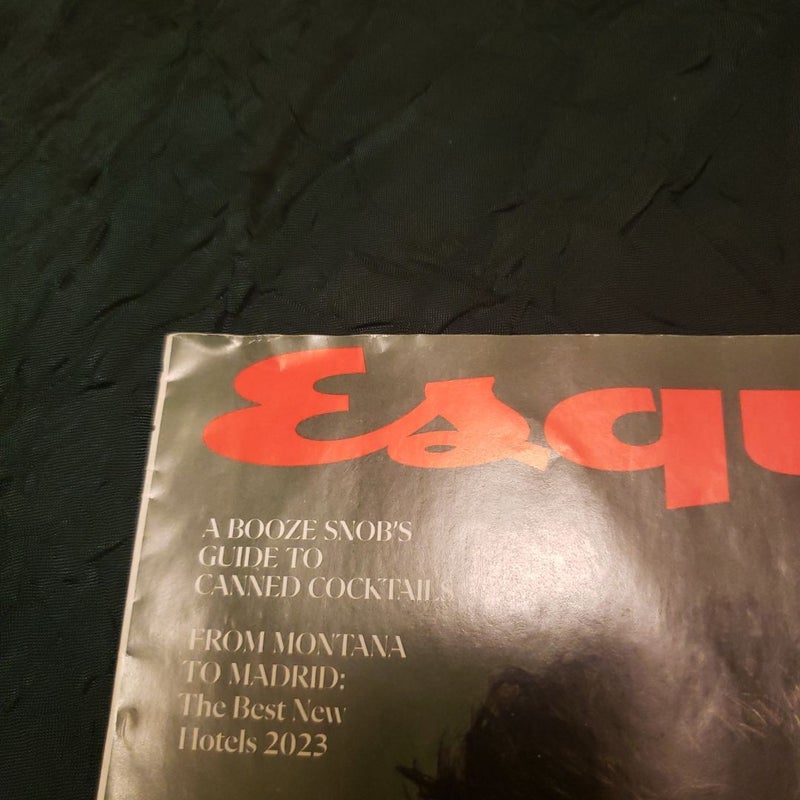 Esqu
A BOOZE SNOB'S
GUIDE TO
CANNED COCKTAILS
FROM MONTANA
TO MADRID:
The Best New
Hotels 2023